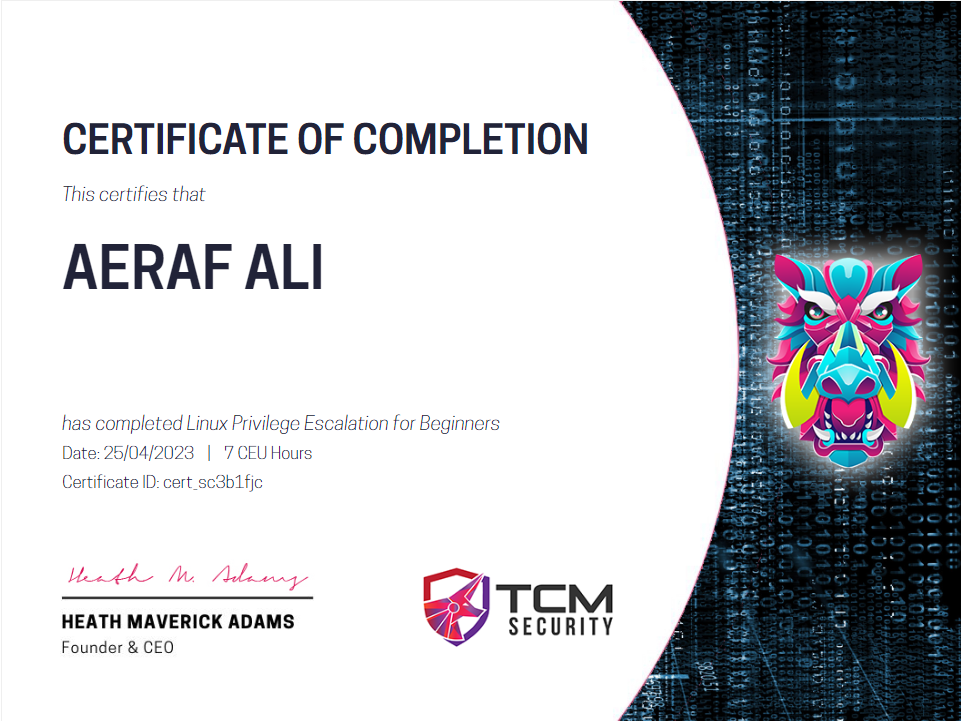 CERTIFICATE OF COMPLETION
This certifies that
AERAF ALI
has completed Linux Privilege Escalation for Beginners
Date: 25/04/2023 | 7 CEU Hours
Certificate ID: cert_sc3b1fjc
Heath M. Adams
HEATH MAVERICK ADAMS
Founder & CEO
TCM
SECURITY